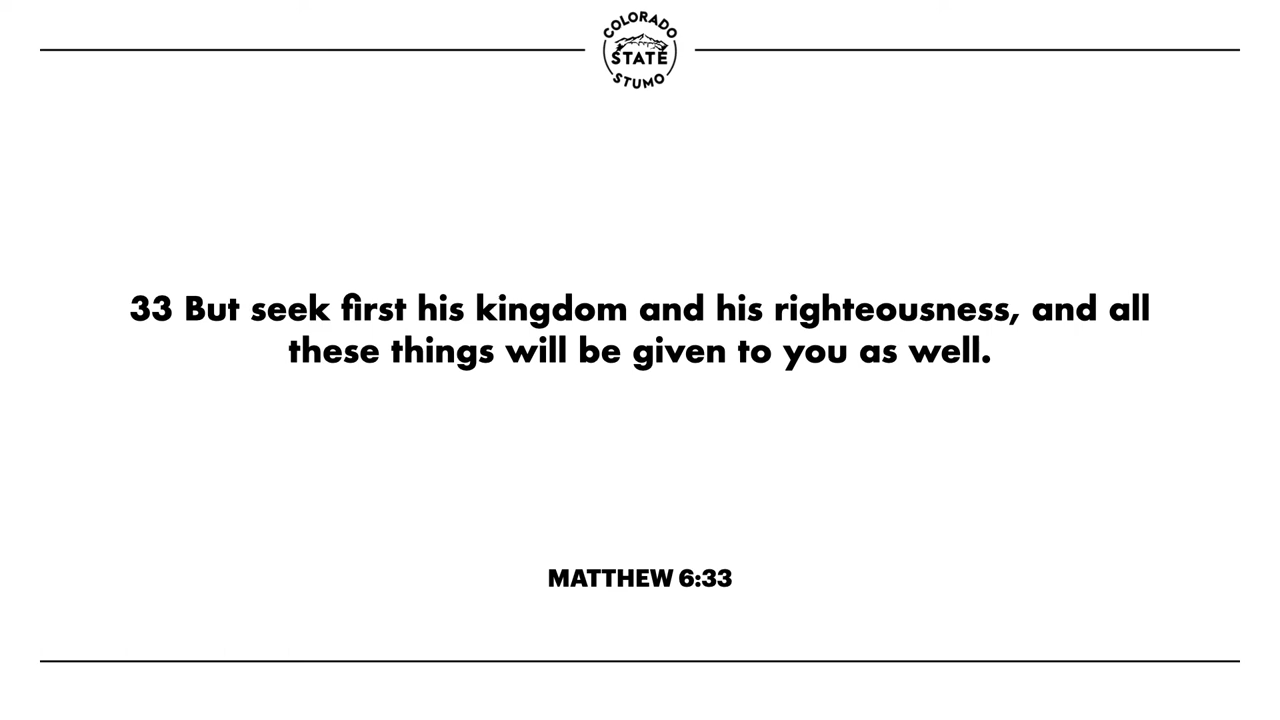 COLORADO
STATE
STUMO
33 But seek first his kingdom and his righteousness, and all
these things will be given to you as well.
MATTHEW 6:33